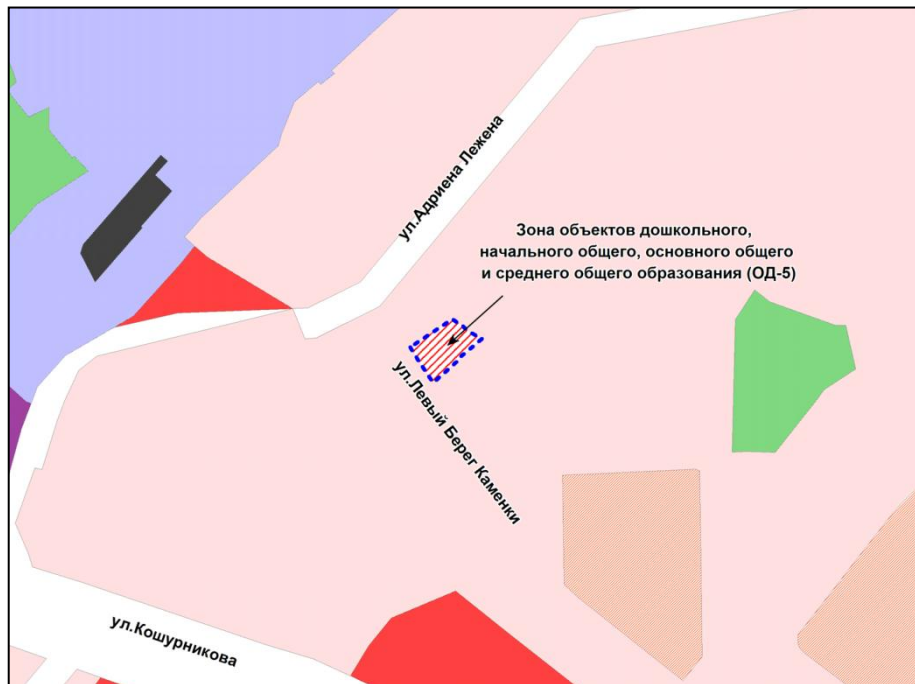 ул.Адриена Лежена
Зона объектов дошкольного,
начального общего, основного общего
и среднего общего образования (ОД-5)
ул.Левый Берег Каменки
ул.Кошурникова